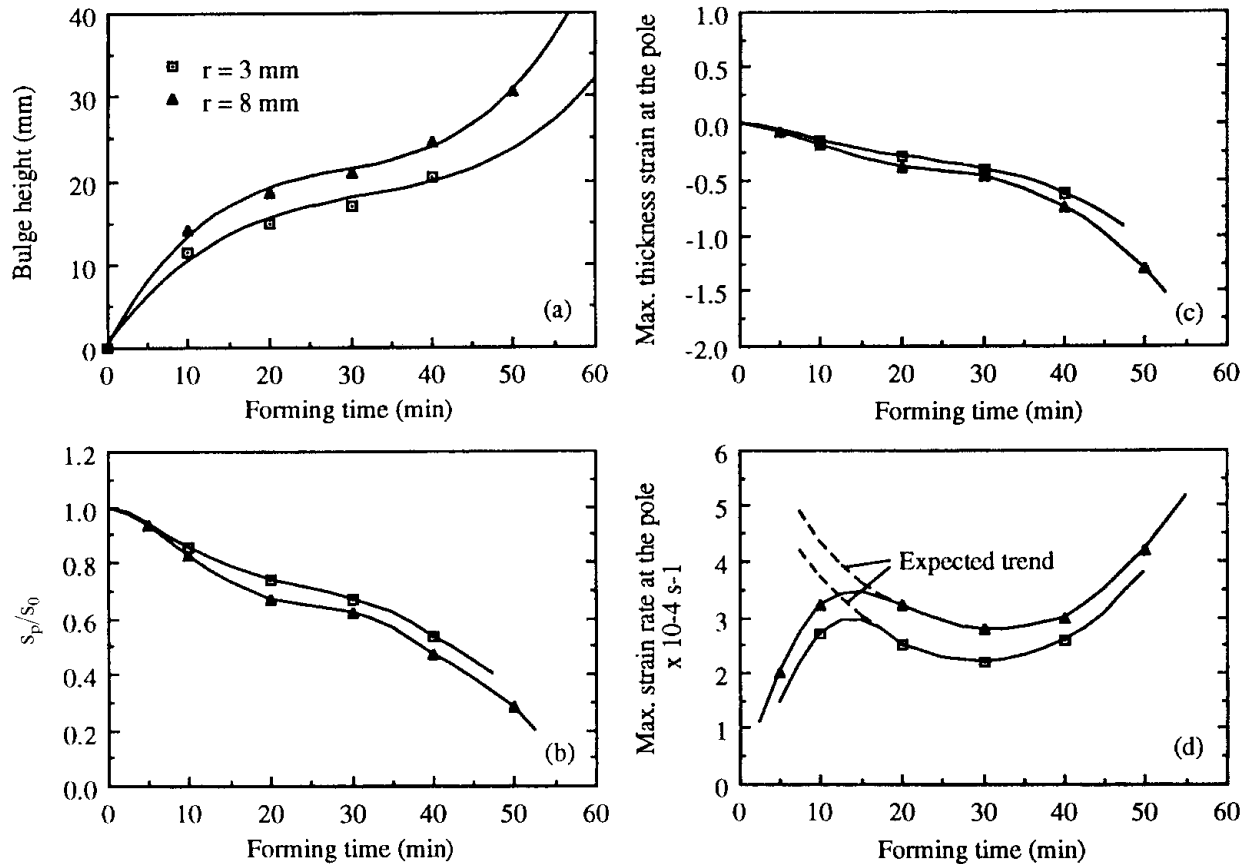 40
30
20
10
0
Bulge height (mm)
r = 3 mm
r = 8 mm
(a)
0 10 20 30 40 50 60
Forming time (min)
1.0
0.5
0.0
-0.5
-1.0
-1.5
-2.0
Max. thickness strain at the pole
(c)
0 10 20 30 40 50 60
Forming time (min)
1.2
1.0
0.8
0.6
0.4
0.2
0.0
sp/s0
(b)
0 10 20 30 40 50 60
Forming time (min)
6
5
4
3
2
1
0
Max. strain rate at the pole
x 10-4 s-1
Expected trend
(d)
0 10 20 30 40 50 60
Forming time (min)